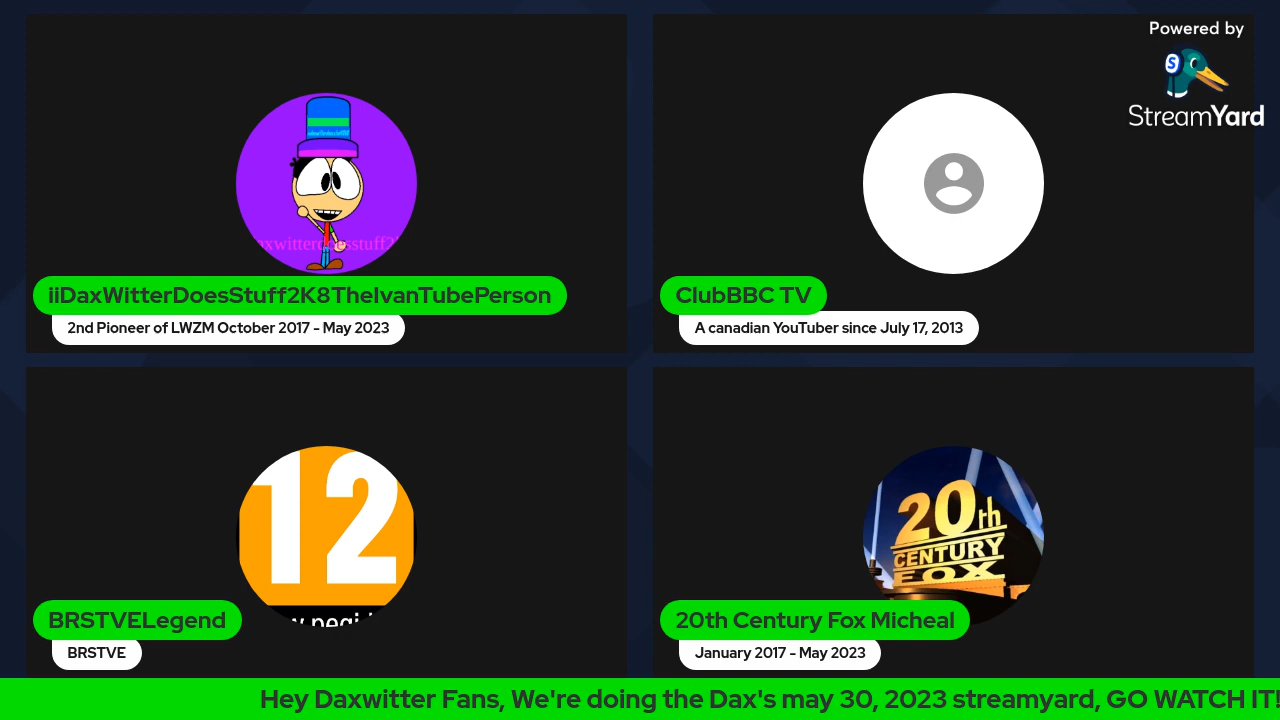 Powered by
S
StreamYard
axwitterdoesstuff2
iiDaxWitterDoesStuff2K8TheIvanTubePerson
2nd Pioneer of LWZM October 2017 - May 2023
ClubBBC TV
A canadian YouTuber since July 17, 2013
12
BRSTVELegend
BRSTVE
20th
CENTURY
FOX
20th Century Fox Micheal
January 2017 - May 2023
Hey Daxwitter Fans, We're doing the Dax's may 30, 2023 streamyard, GO WATCH IT!